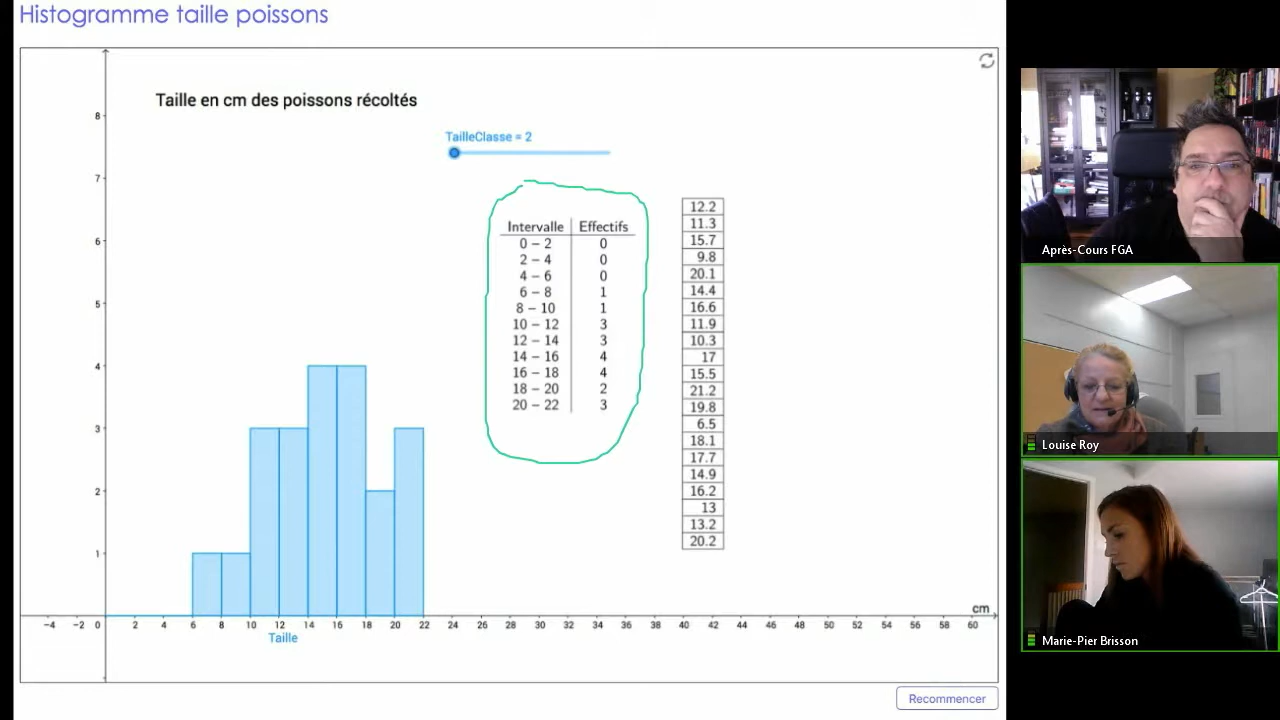 Histogramme taille poissons
Taille en cm des poissons récoltés
TailleClasse = 2
Intervalle Effectifs
0 – 2 0
2 – 4 0
4 – 6 0
6 – 8 1
8 – 10 1
10 – 12 3
12 – 14 3
14 – 16 4
16 – 18 4
18 – 20 2
20 – 22 3
12.2
11.3
15.7
9.8
20.1
14.4
16.6
11.9
10.3
17
15.5
21.2
19.8
6.5
18.1
17.7
14.9
16.2
13
13.2
20.2
8
7
6
5
4
3
2
1
cm
−4 −2 0 2 4 6 8 10 12 14 16 18 20 22 24 26 28 30 32 34 36 38 40 42 44 46 48 50 52 54 56 58 60
Taille
Recommencer
Après-Cours FGA
Louise Roy
Marie-Pier Brisson